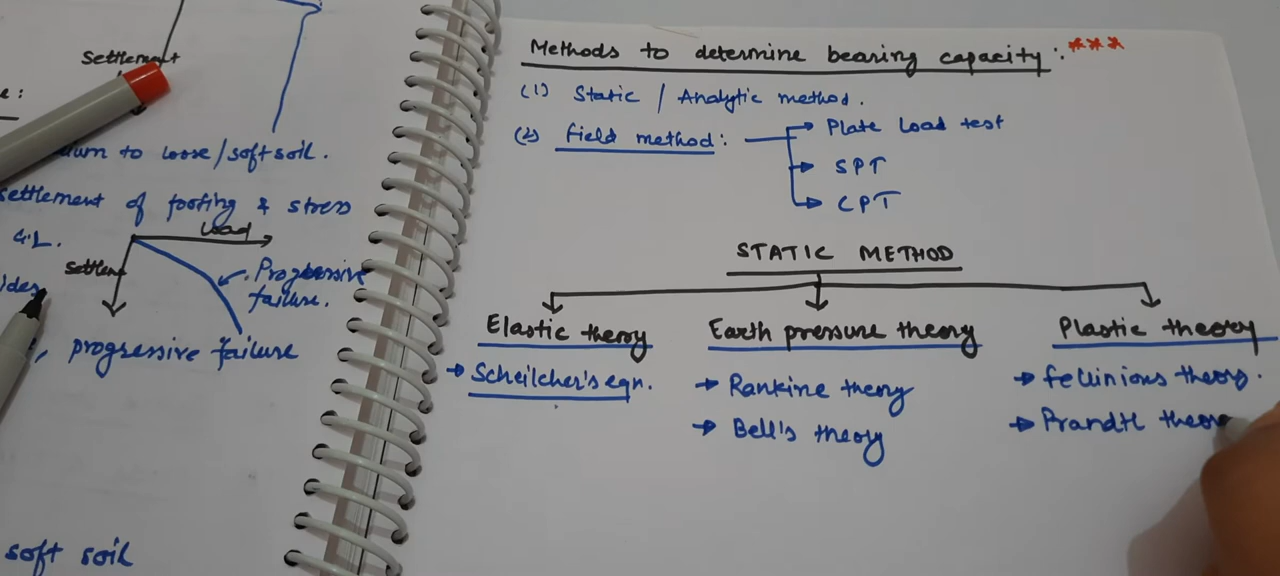 Settlement
e:
to loose/soft soil.
settlement of footing & stress
Load
G.L.
Settlem
Progressive
failure.
progressive failure
soft soil
Methods to determine bearing capacity: ***
(1) Static / Analytic method.
(2) field method:
Plate Load test
SPT
CPT
STATIC METHOD
Elastic theory
Scheilcher's eqn.
Earth pressure theory
Rankine theory
Bell's theory
Plastic theory
fellinious theory.
Prandtl theory